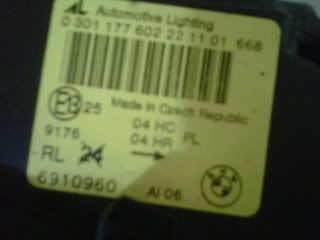 AL Automotive Lighting
0 301 177 602 22 11 01 668
Made in Czech Republic
25
9176
04 HC
04 HR PL
RL 24
6910960
AI 06